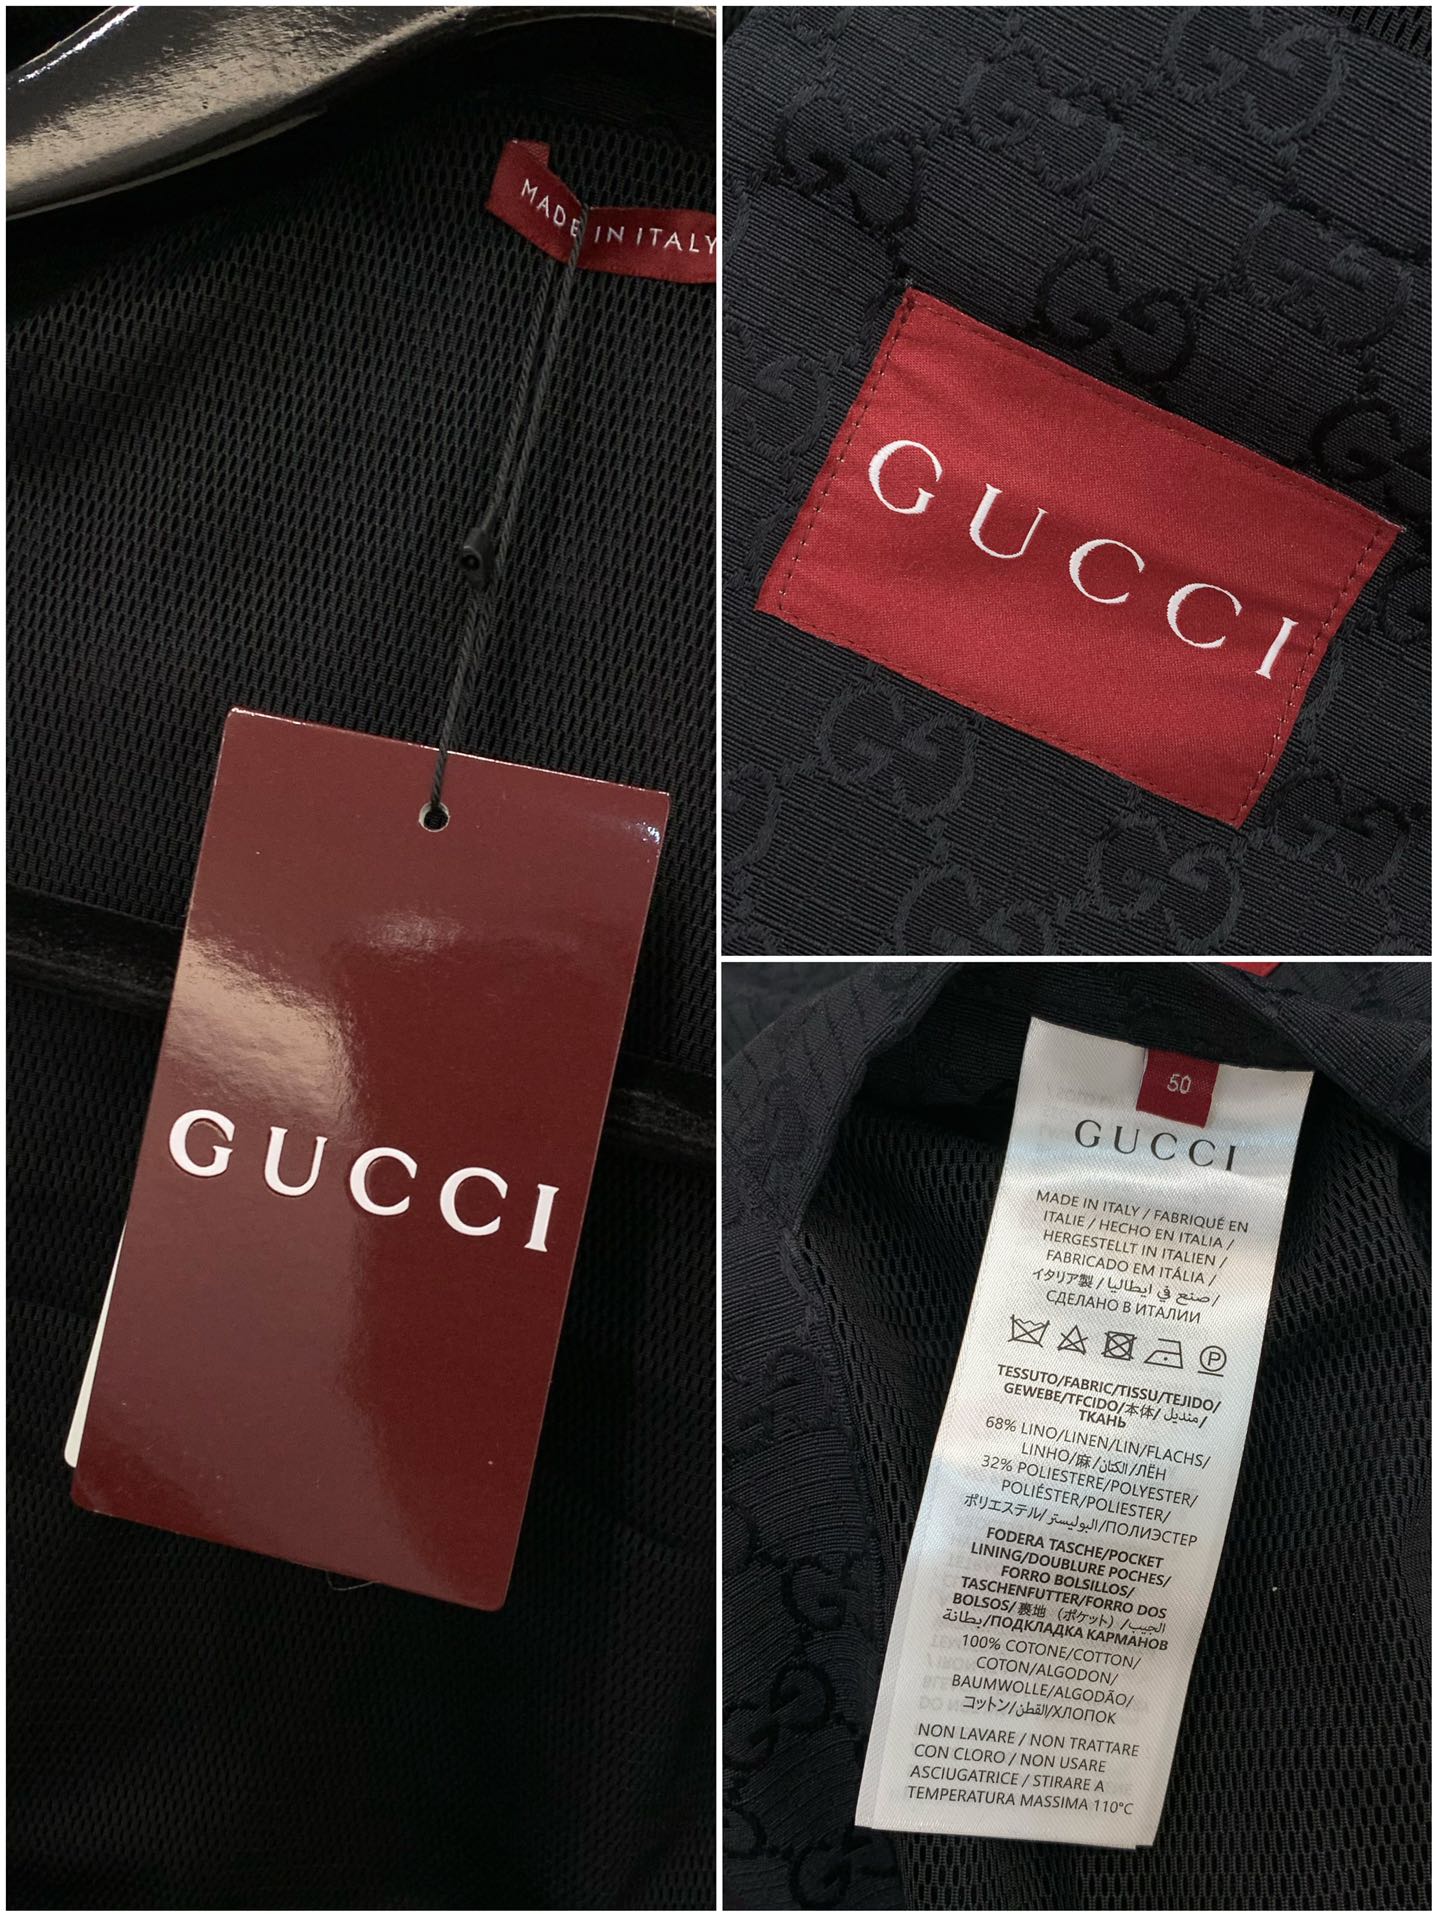 MADE IN ITALY
GUCCI
GUCCI
50
GUCCI
MADE IN ITALY / FABRIQUÉ EN
ITALIE / HECHO EN ITALIA /
HERGESTELLT IN ITALIEN /
FABRICADO EM ITÁLIA /
イタリア製 / صنع في ايطاليا /
СДЕЛАНО В ИТАЛИИ
P
TESSUTO/FABRIC/TISSU/TEJIDO/
GEWEBE/TFCIDO/本体/منديل/
ТКАНЬ
68% LINO/LINEN/LIN/FLACHS/
LINHO/麻/الكتان/ЛЁН
32% POLIESTERE/POLYESTER/
POLIÉSTER/POLIESTER/
ポリエステル/البوليستر/ПОЛИЭСТЕР
FODERA TASCHE/POCKET
LINING/DOUBLURE POCHES/
FORRO BOLSILLOS/
TASCHENFUTTER/FORRO DOS
BOLSOS/裏地 (ポケット) /الجيب
بطانة/ПОДКЛАДКА КАРМАНОВ
100% COTONE/COTTON/
COTON/ALGODON/
BAUMWOLLE/ALGODÃO/
コットン/القطن/ХЛОПОК
NON LAVARE / NON TRATTARE
CON CLORO / NON USARE
ASCIUGATRICE / STIRARE A
TEMPERATURA MASSIMA 110°C